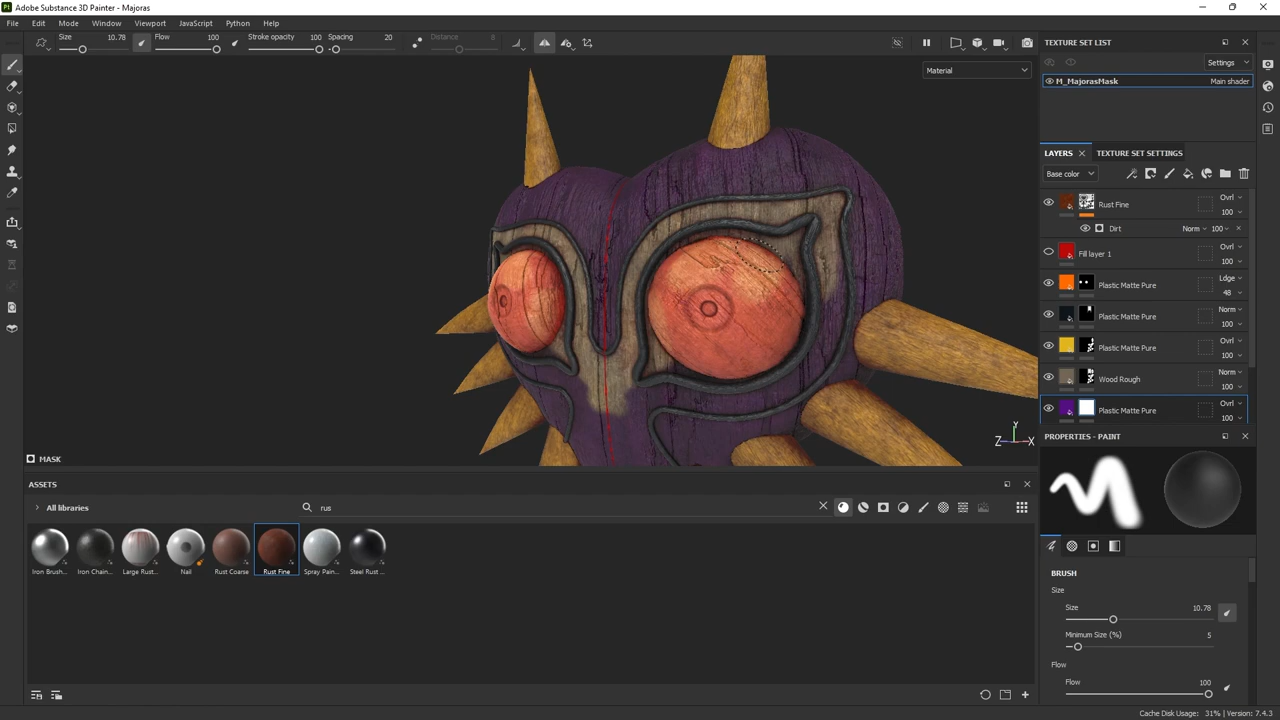 Adobe Substance 3D Painter - Majoras
File Edit Mode Window Viewport JavaScript Python Help
Size 10.78 Flow 100 Stroke opacity 100 Spacing 20 Distance 8
Material
TEXTURE SET LIST
Settings
M_MajorasMask Main shader
LAYERS TEXTURE SET SETTINGS
Base color
Rust Fine Ovrl 100
Dirt Norm 100
Fill layer 1 Ovrl 100
Plastic Matte Pure Ldge 48
Plastic Matte Pure Norm 100
Plastic Matte Pure Ovrl 100
Wood Rough Norm 100
Plastic Matte Pure Ovrl 100
Y
Z X
MASK
PROPERTIES - PAINT
BRUSH
Size
Size 10.78
Minimum Size (%) 5
Flow
Flow 100
ASSETS
All libraries
rus
Iron Brush... Iron Chain... Large Rust... Nail Rust Coarse Rust Fine Spray Pain... Steel Rust ...
Cache Disk Usage: 31% | Version: 7.4.3